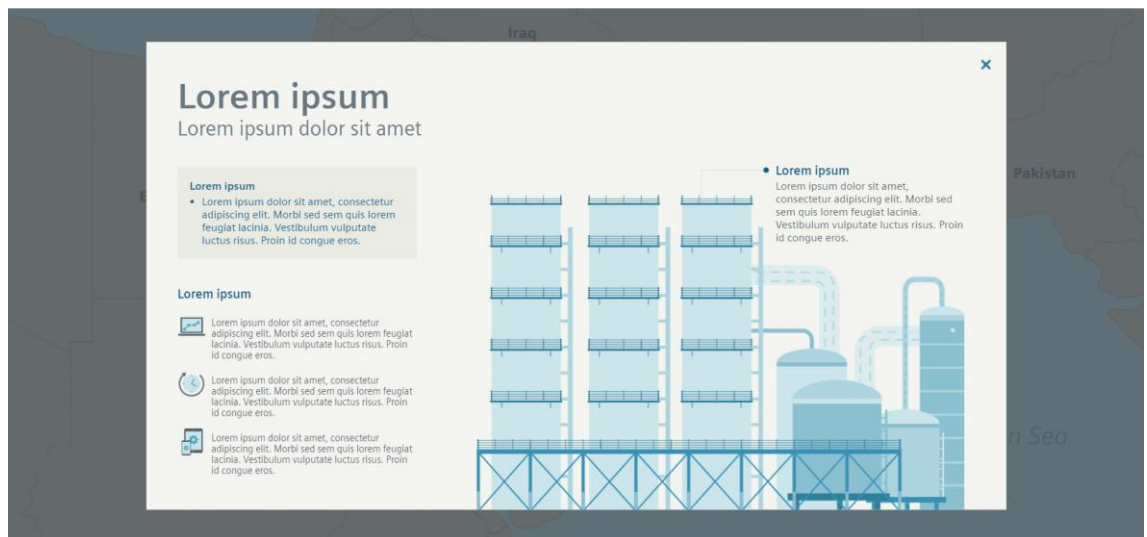 Iraq
Lorem ipsum
Lorem ipsum dolor sit amet
Lorem ipsum
• Lorem ipsum dolor sit amet, consectetur
adipiscing elit. Morbi sed sem quis lorem
feugiat lacinia. Vestibulum vulputate
luctus risus. Proin id congue eros.
Lorem ipsum
Lorem ipsum dolor sit amet, consectetur
adipiscing elit. Morbi sed sem quis lorem feugiat
lacinia. Vestibulum vulputate luctus risus. Proin
id congue eros.
Lorem ipsum dolor sit amet, consectetur
adipiscing elit. Morbi sed sem quis lorem feugiat
lacinia. Vestibulum vulputate luctus risus. Proin
id congue eros.
Lorem ipsum dolor sit amet, consectetur
adipiscing elit. Morbi sed sem quis lorem feugiat
lacinia. Vestibulum vulputate luctus risus. Proin
id congue eros.
Lorem ipsum
Lorem ipsum dolor sit amet,
consectetur adipiscing elit. Morbi sed
sem quis lorem feugiat lacinia.
Vestibulum vulputate luctus risus. Proin
id congue eros.
Pakistan
Sea